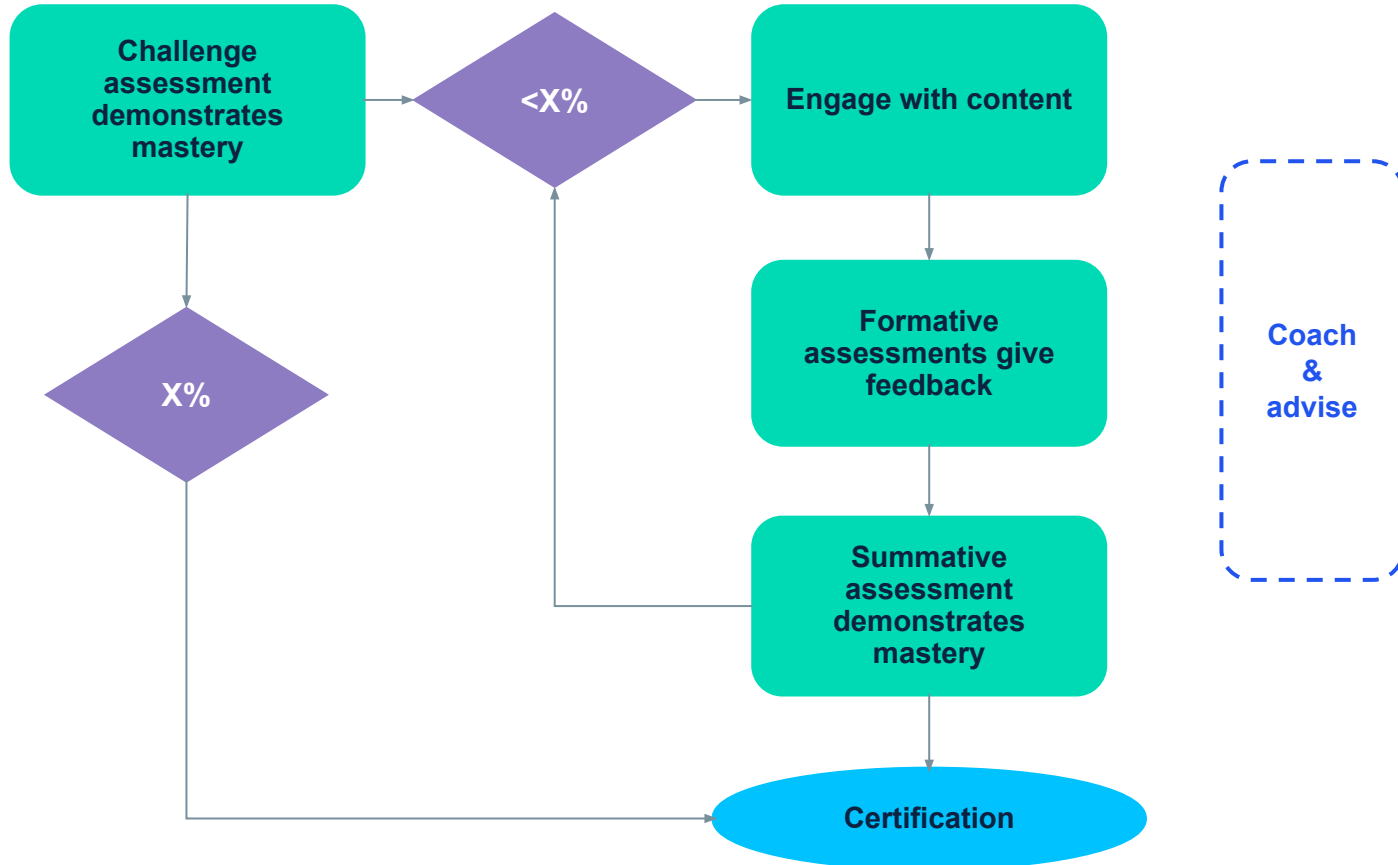 Challenge
assessment
demonstrates
mastery
<X%
Engage with content
X%
Formative
assessments give
feedback
Coach
&
advise
Summative
assessment
demonstrates
mastery
Certification